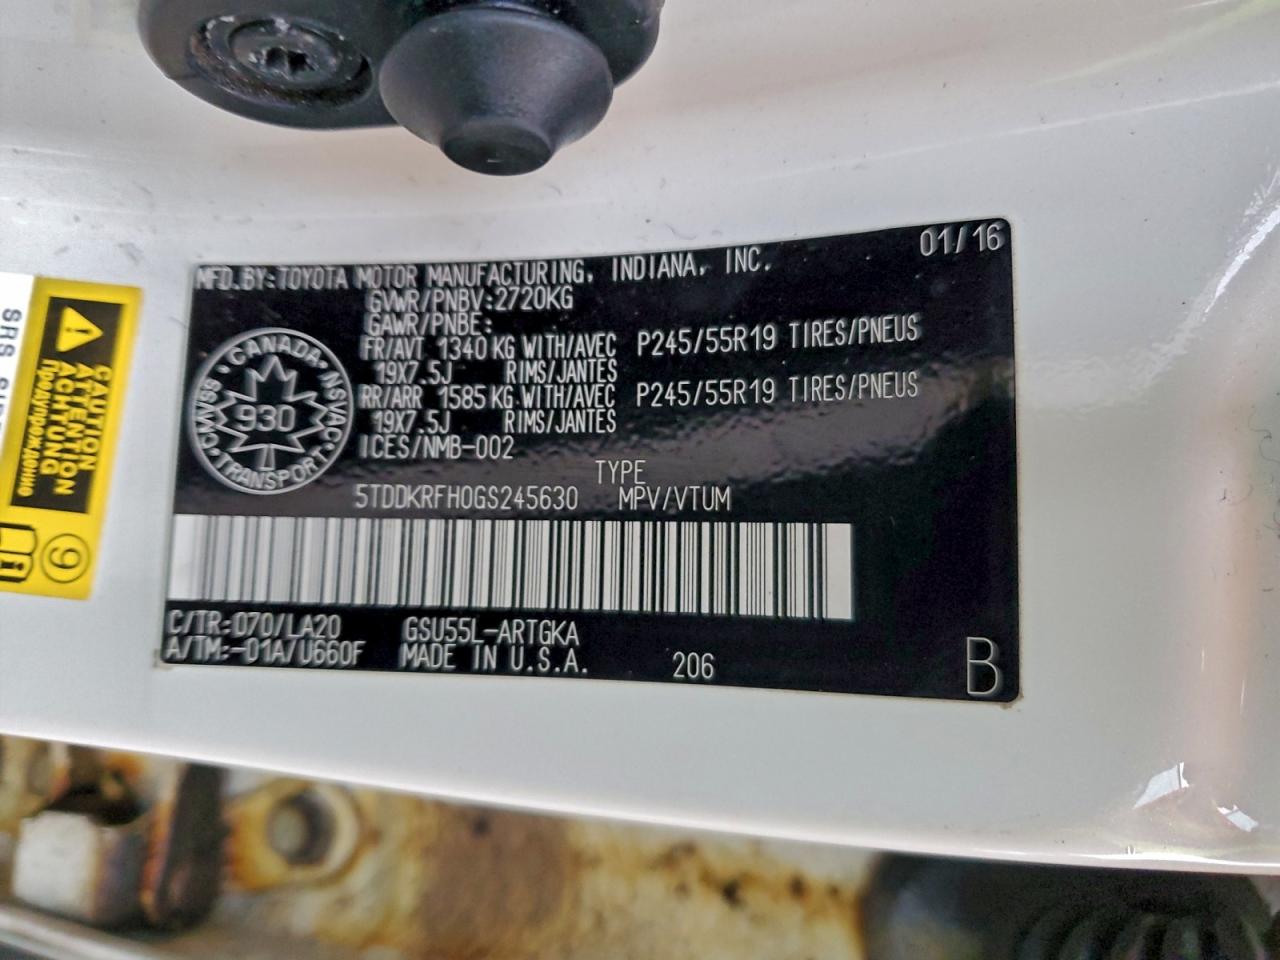 01/16
MFD.BY:TOYOTA MOTOR MANUFACTURING, INDIANA, INC.
GVWR/PNBV:2720KG
GAWR/PNBE:
FR/AVT 1340 KG WITH/AVEC P245/55R19 TIRES/PNEUS
19X7.5J RIMS/JANTES
RR/ARR 1585 KG WITH/AVEC P245/55R19 TIRES/PNEUS
19X7.5J RIMS/JANTES
ICES/NMB-002
CANADA
CMVSS 930 NSVAC
TRANSPORT
TYPE
5TDDKRFH0GS245630 MPV/VTUM
C/TR:070/LA20 GSU55L-ARTGKA
A/TM:-01A/U660F MADE IN U.S.A. 206 B
CAUTION
ATTENTION
ACHTUNG
Предупреждение
9
SRS